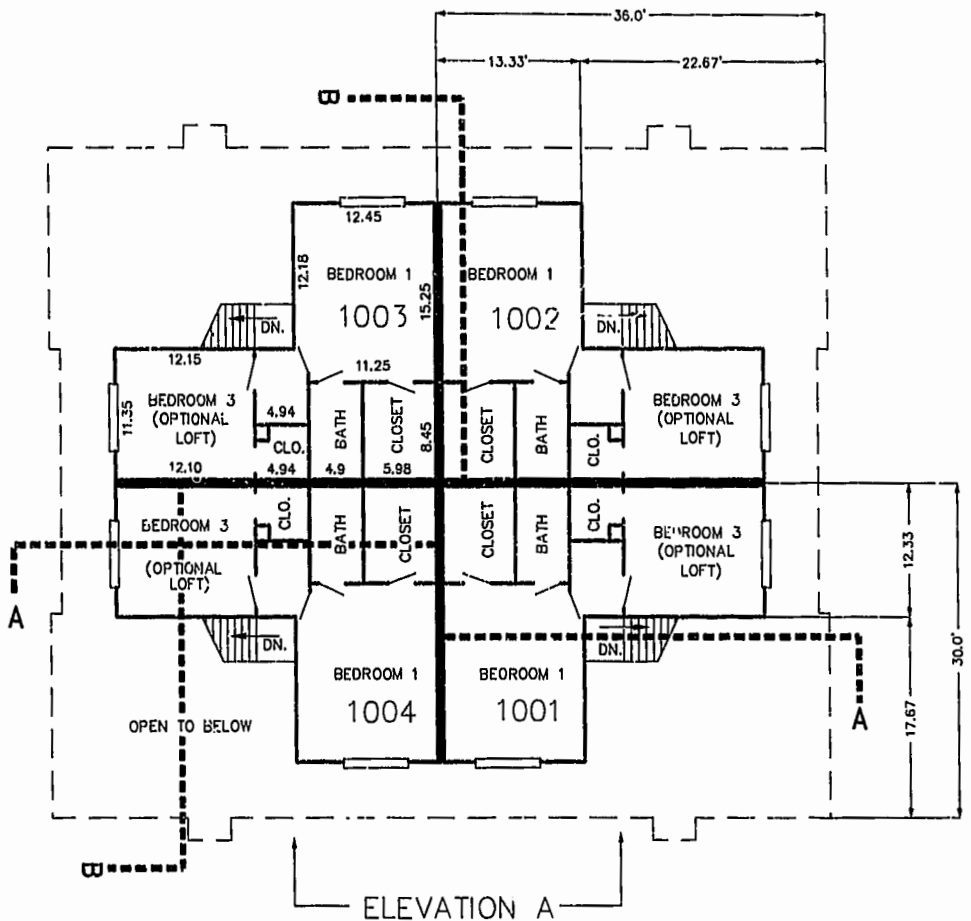 36.0'
13.33'
22.67'
B
12.45
12.18
BEDROOM 1
BEDROOM 1
15.25
1003
1002
DN.
DN.
12.15
11.25
11.35
BEDROOM 3
(OPTIONAL
LOFT)
4.94
CLO.
BATH
CLOSET
8.45
CLOSET
BATH
CLO.
BEDROOM 3
(OPTIONAL
LOFT)
12.10
4.94
4.9
5.98
BEDROOM 3
(OPTIONAL
LOFT)
CLO.
BATH
CLOSET
CLOSET
BATH
CLO.
BEDROOM 3
(OPTIONAL
LOFT)
12.33
A
DN.
DN.
30.0'
BEDROOM 1
BEDROOM 1
1004
1001
A
17.67
OPEN TO BELOW
B
ELEVATION A